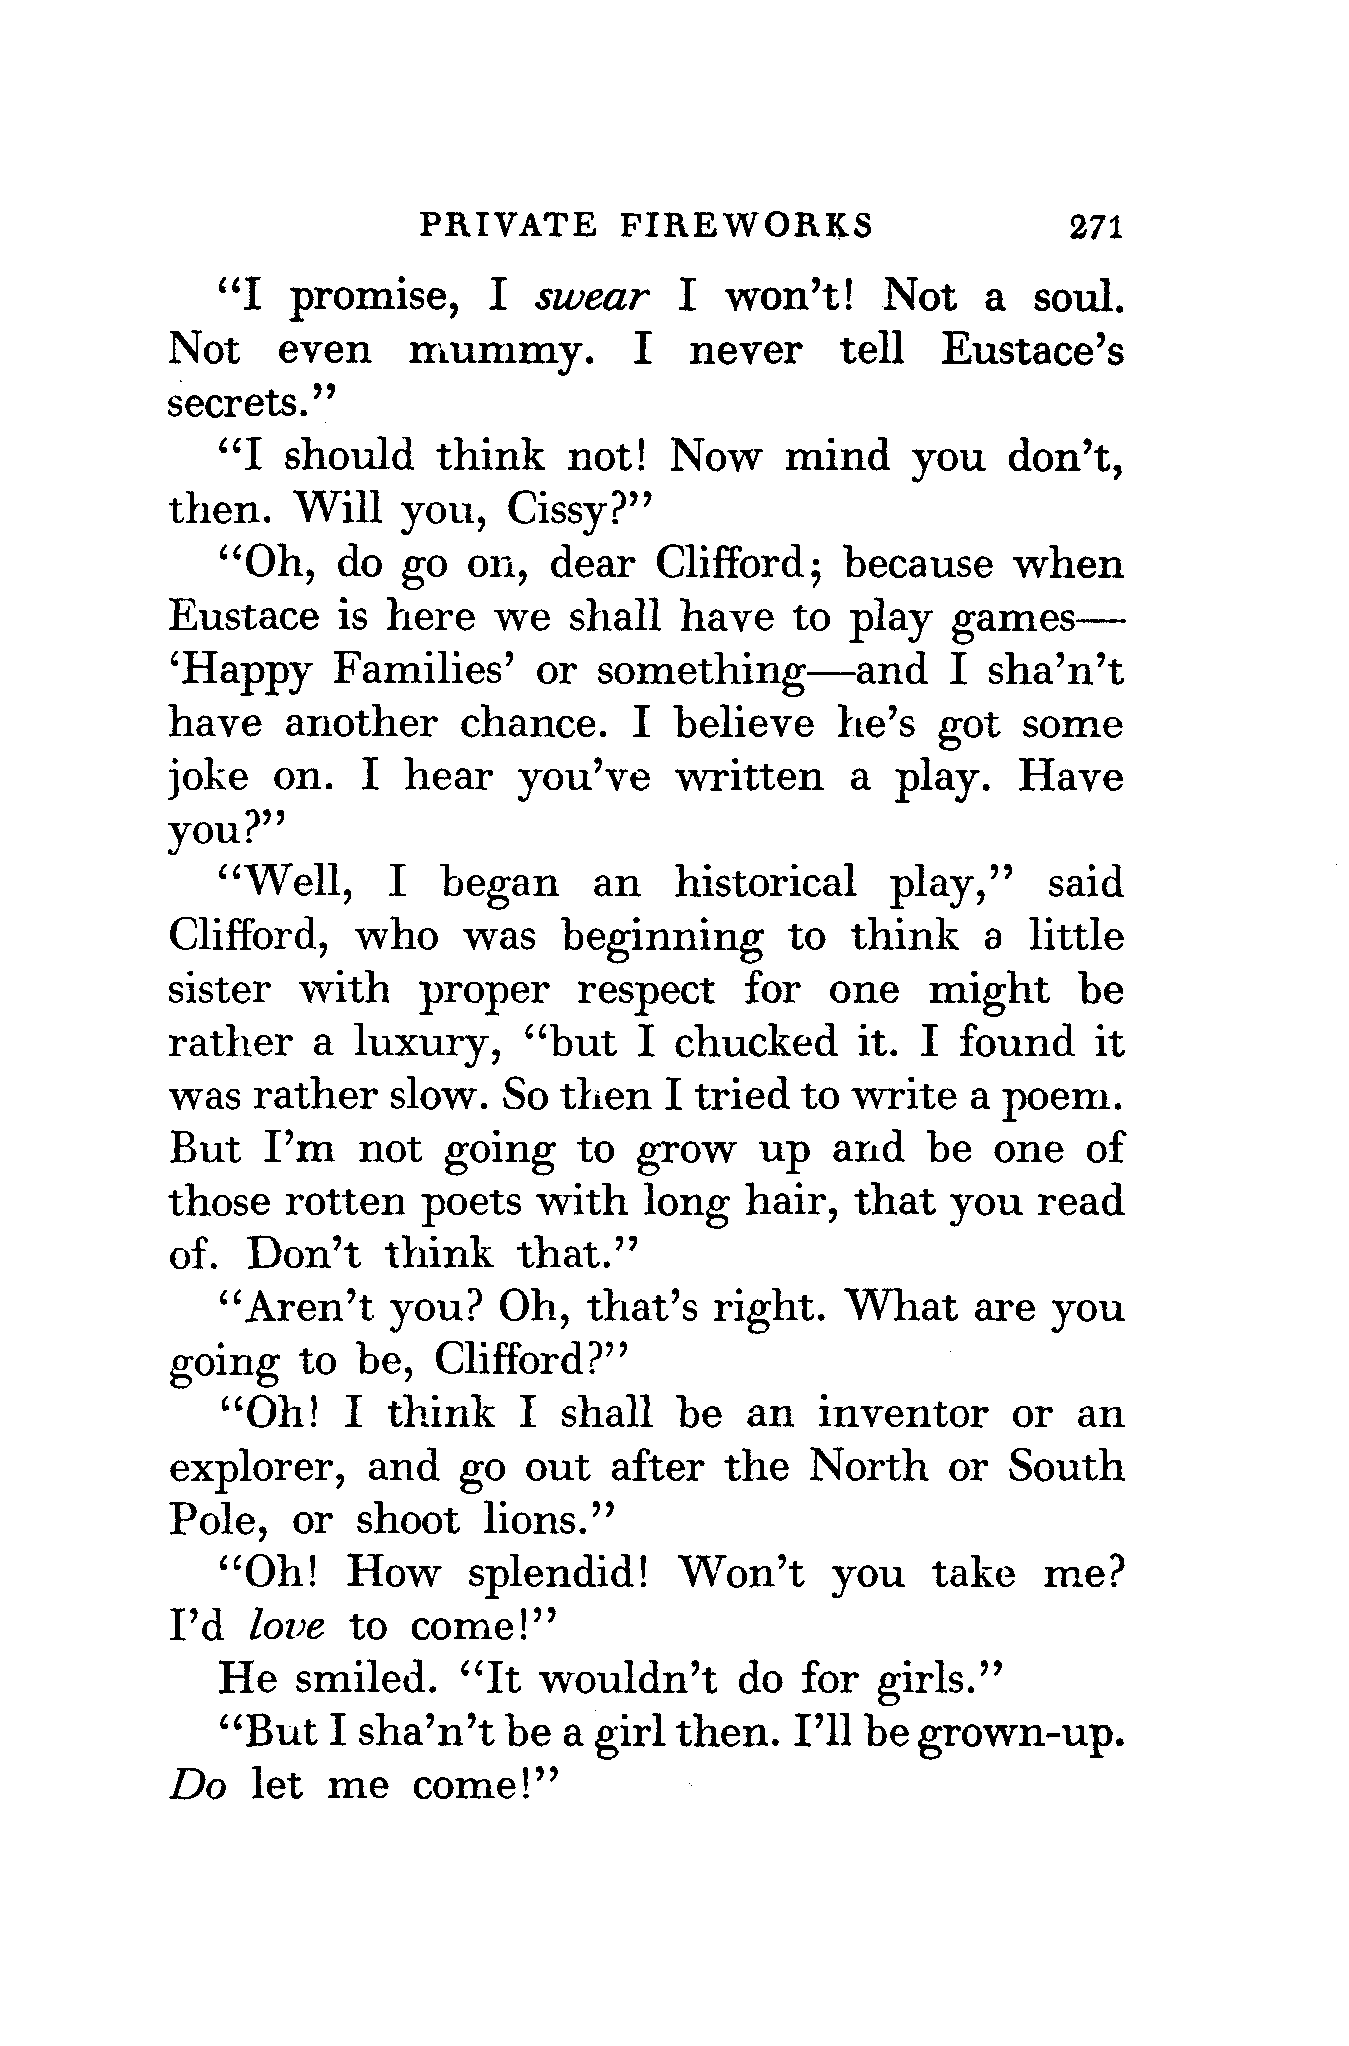 PRIVATE FIREWORKS 271
“I promise, I swear I won’t! Not a soul.
Not even mummy. I never tell Eustace’s
secrets.”
“I should think not! Now mind you don’t,
then. Will you, Cissy?”
“Oh, do go on, dear Clifford; because when
Eustace is here we shall have to play games—
‘Happy Families’ or something—and I sha’n’t
have another chance. I believe he’s got some
joke on. I hear you’ve written a play. Have
you?”
“Well, I began an historical play,” said
Clifford, who was beginning to think a little
sister with proper respect for one might be
rather a luxury, “but I chucked it. I found it
was rather slow. So then I tried to write a poem.
But I’m not going to grow up and be one of
those rotten poets with long hair, that you read
of. Don’t think that.”
“Aren’t you? Oh, that’s right. What are you
going to be, Clifford?”
“Oh! I think I shall be an inventor or an
explorer, and go out after the North or South
Pole, or shoot lions.”
“Oh! How splendid! Won’t you take me?
I’d love to come!”
He smiled. “It wouldn’t do for girls.”
“But I sha’n’t be a girl then. I’ll be grown-up.
Do let me come!”